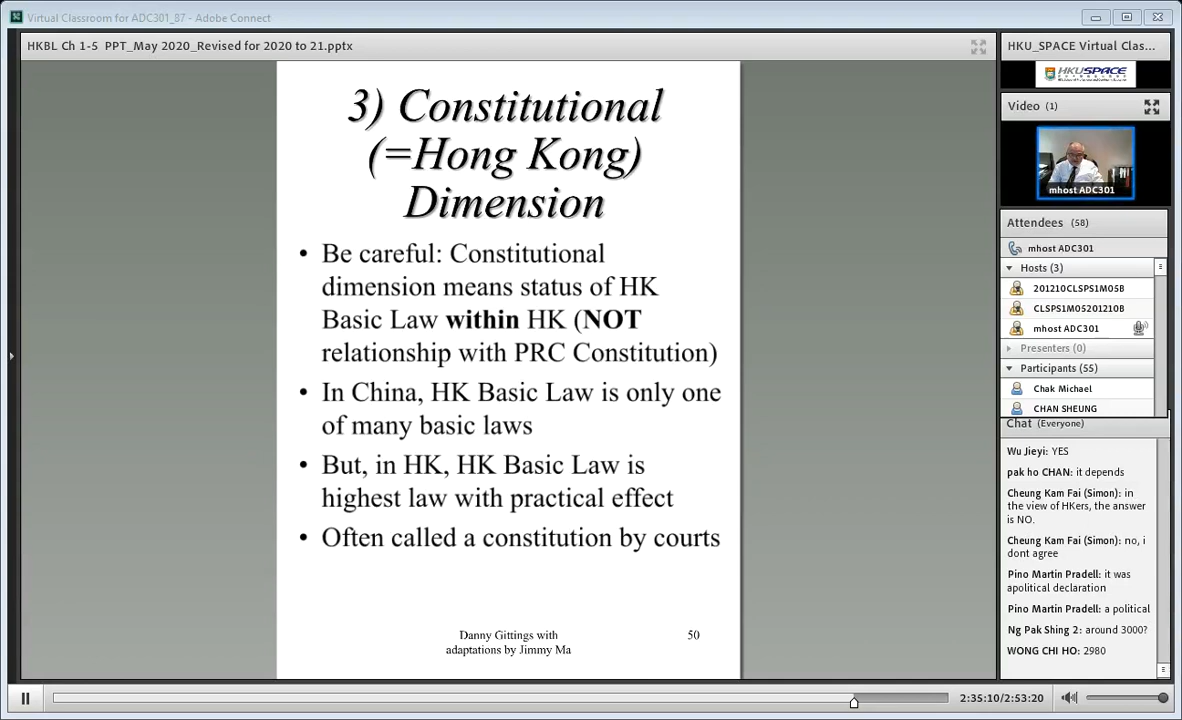 Virtual Classroom for ADC301_87 - Adobe Connect
HKBL Ch 1-5 PPT_May 2020_Revised for 2020 to 21.pptx
3) Constitutional
(=Hong Kong)
Dimension
• Be careful: Constitutional
dimension means status of HK
Basic Law within HK (NOT
relationship with PRC Constitution)
• In China, HK Basic Law is only one
of many basic laws
• But, in HK, HK Basic Law is
highest law with practical effect
• Often called a constitution by courts
Danny Gittings with
adaptations by Jimmy Ma
50
HKU_SPACE Virtual Clas...
HKU SPACE
Video (1)
mhost ADC301
Attendees (58)
mhost ADC301
Hosts (3)
201210CLSPS1M05B
CLSPS1M05201210B
mhost ADC301
Presenters (0)
Participants (55)
Chak Michael
CHAN SHEUNG
Chat (Everyone)
Wu Jieyi: YES
pak ho CHAN: it depends
Cheung Kam Fai (Simon): in
the view of HKers, the answer
is NO.
Cheung Kam Fai (Simon): no, i
dont agree
Pino Martin Pradell: it was
apolitical declaration
Pino Martin Pradell: a political
Ng Pak Shing 2: around 3000?
WONG CHI HO: 2980
2:35:10/2:53:20